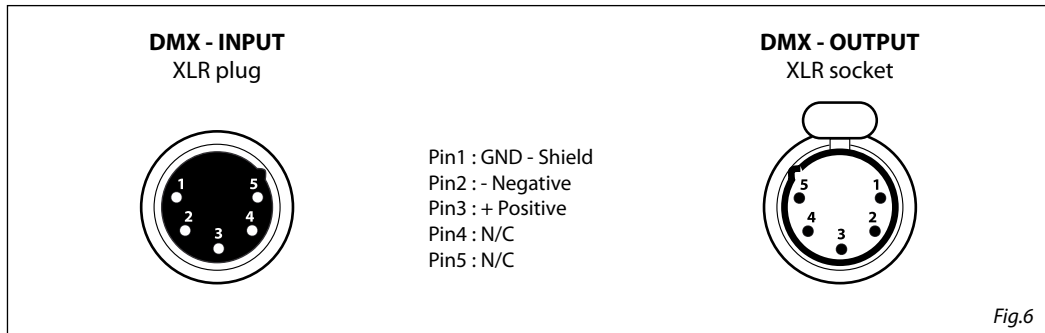 DMX - INPUT
XLR plug
1
5
2
4
3
Pin1 : GND - Shield
Pin2 : - Negative
Pin3 : + Positive
Pin4 : N/C
Pin5 : N/C
DMX - OUTPUT
XLR socket
5
1
4
2
3
Fig.6